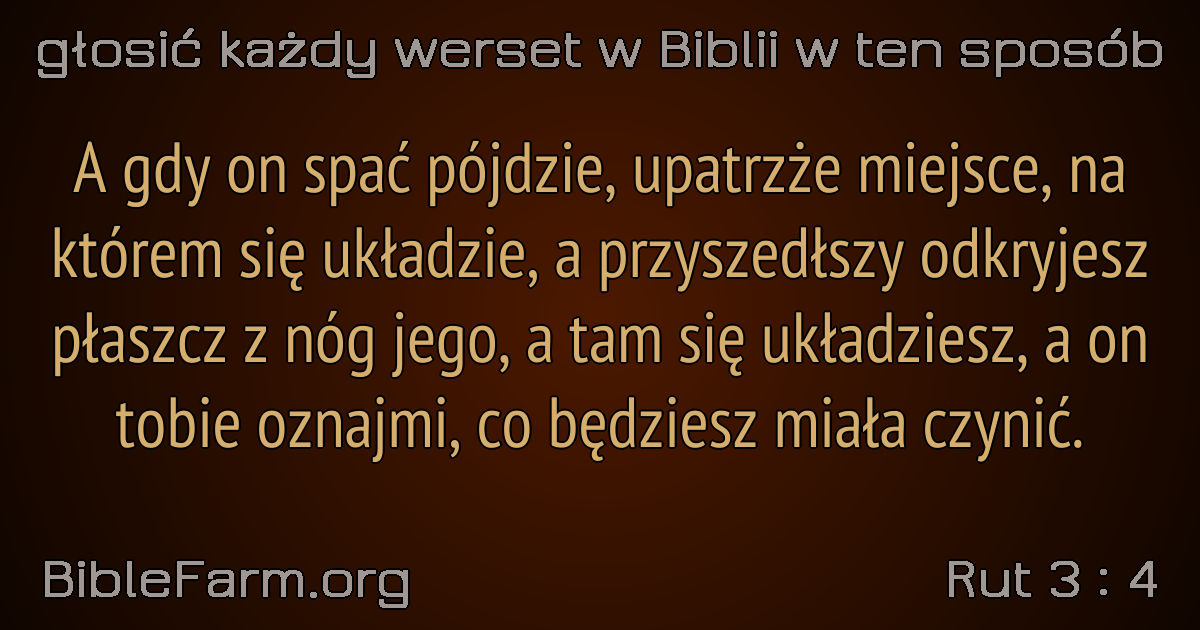 głosić każdy werset w Biblii w ten sposób
A gdy on spać pójdzie, upatrzże miejsce, na
którem się układzie, a przyszedłszy odkryjesz
płaszcz z nóg jego, a tam się układziesz, a on
tobie oznajmi, co będziesz miała czynić.
BibleFarm.org
Rut 3 : 4